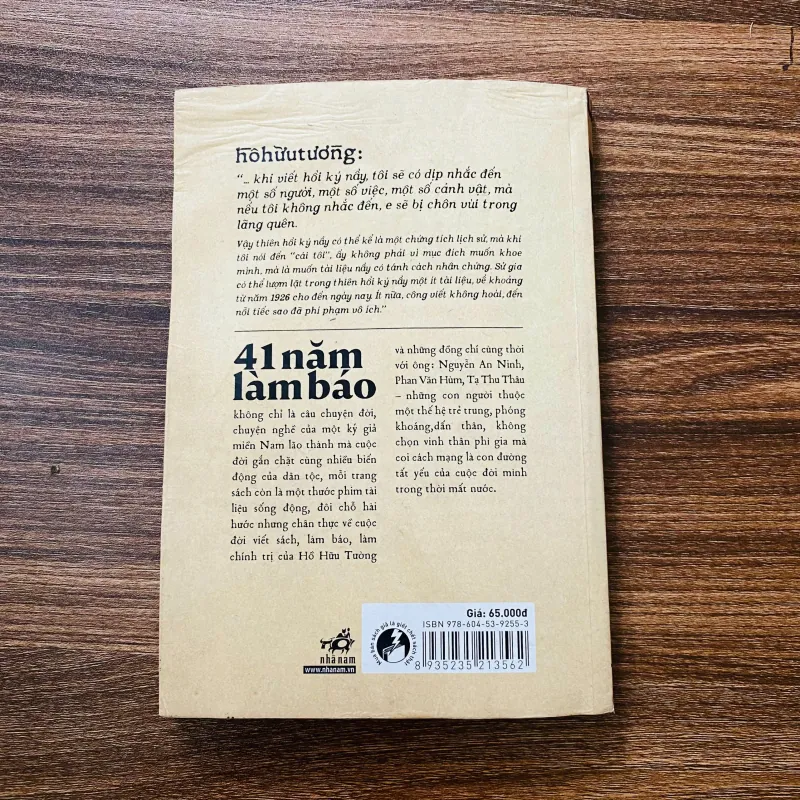 hồhữutường:
“... khi viết hồi ký nầy, tôi sẽ có dịp nhắc đến
một số người, một số việc, một số cảnh vật, mà
nếu tôi không nhắc đến, e sẽ bị chôn vùi trong
lãng quên.
Vậy thiên hồi ký nầy có thể kể là một chứng tích lịch sử, mà khi
tôi nói đến “cái tôi”, ấy không phải vì mục đích muốn khoe
mình, mà là muốn tài liệu nầy có tánh cách nhân chứng. Sử gia
có thể lượm lặt trong thiên hồi ký nầy một ít tài liệu, về khoảng
từ năm 1926 cho đến ngày nay. Ít nữa, công viết không hoài, đến
nỗi tiếc sao đã phí phạm vô ích.”
41 năm
làm báo
không chỉ là câu chuyện đời,
chuyện nghề của một ký giả
miền Nam lão thành mà cuộc
đời gắn chặt cùng nhiều biến
động của dân tộc, mỗi trang
sách còn là một thước phim tài
liệu sống động, đôi chỗ hài
hước nhưng chân thực về cuộc
đời viết sách, làm báo, làm
chính trị của Hồ Hữu Tường
và những đồng chí cùng thời
với ông: Nguyễn An Ninh,
Phan Văn Hùm, Tạ Thu Thâu
– những con người thuộc
một thế hệ trẻ trung, phóng
khoáng,dấn thân, không
chọn vinh thân phì gia mà
coi cách mạng là con đường
tất yếu của cuộc đời mình
trong thời mất nước.
nhã nam
www.nhanam.vn
Mua bán sách giả là giết chết sách thật
Giá: 65.000đ
ISBN 978-604-53-9255-3
8 935235 213562